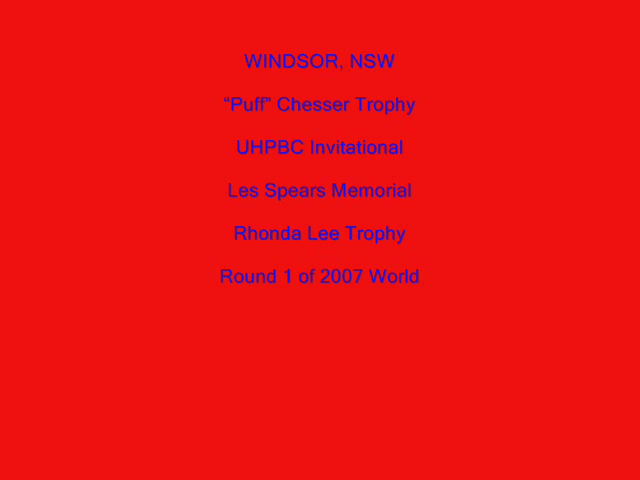 WINDSOR, NSW
“Puff” Chesser Trophy
UHPBC Invitational
Les Spears Memorial
Rhonda Lee Trophy
Round 1 of 2007 World